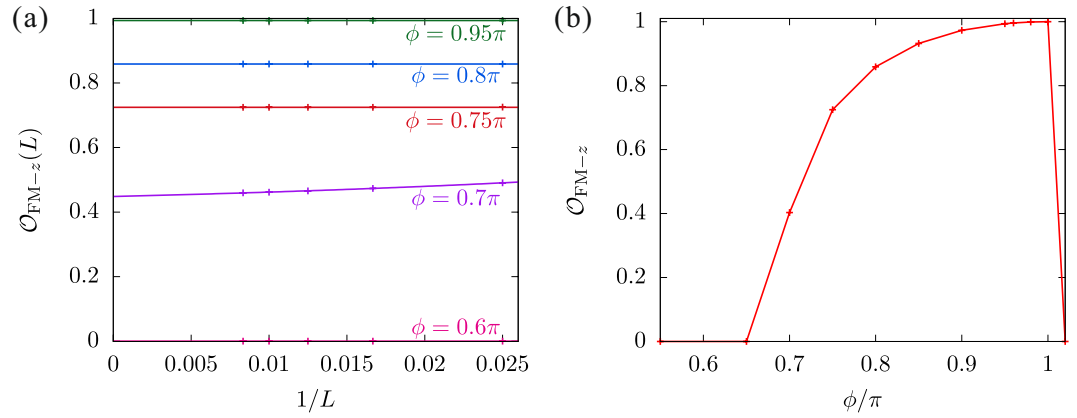 (a)
1
0.8
0.6
0.4
0.2
0
𝒪FM−z(L)
ϕ = 0.95π
ϕ = 0.8π
ϕ = 0.75π
ϕ = 0.7π
ϕ = 0.6π
0 0.005 0.01 0.015 0.02 0.025
1/L
(b)
1
0.8
0.6
0.4
0.2
0
𝒪FM−z
0.6 0.7 0.8 0.9 1
ϕ/π